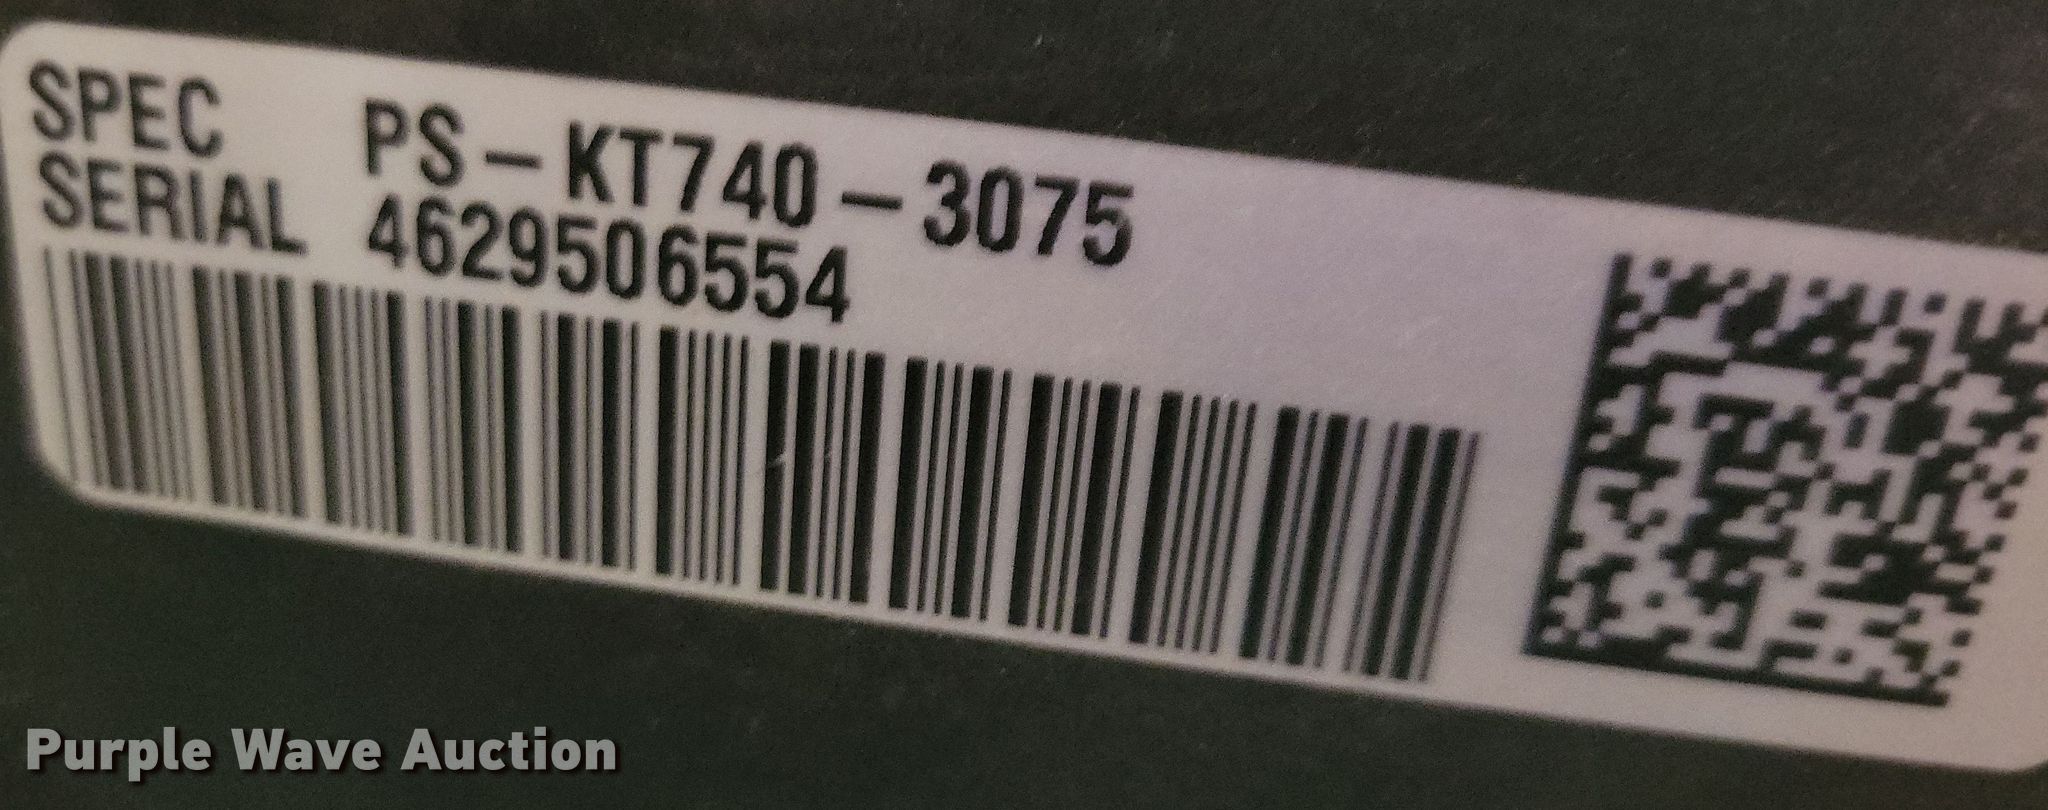 SPEC PS-KT740-3075
SERIAL 4629506554
Purple Wave Auction